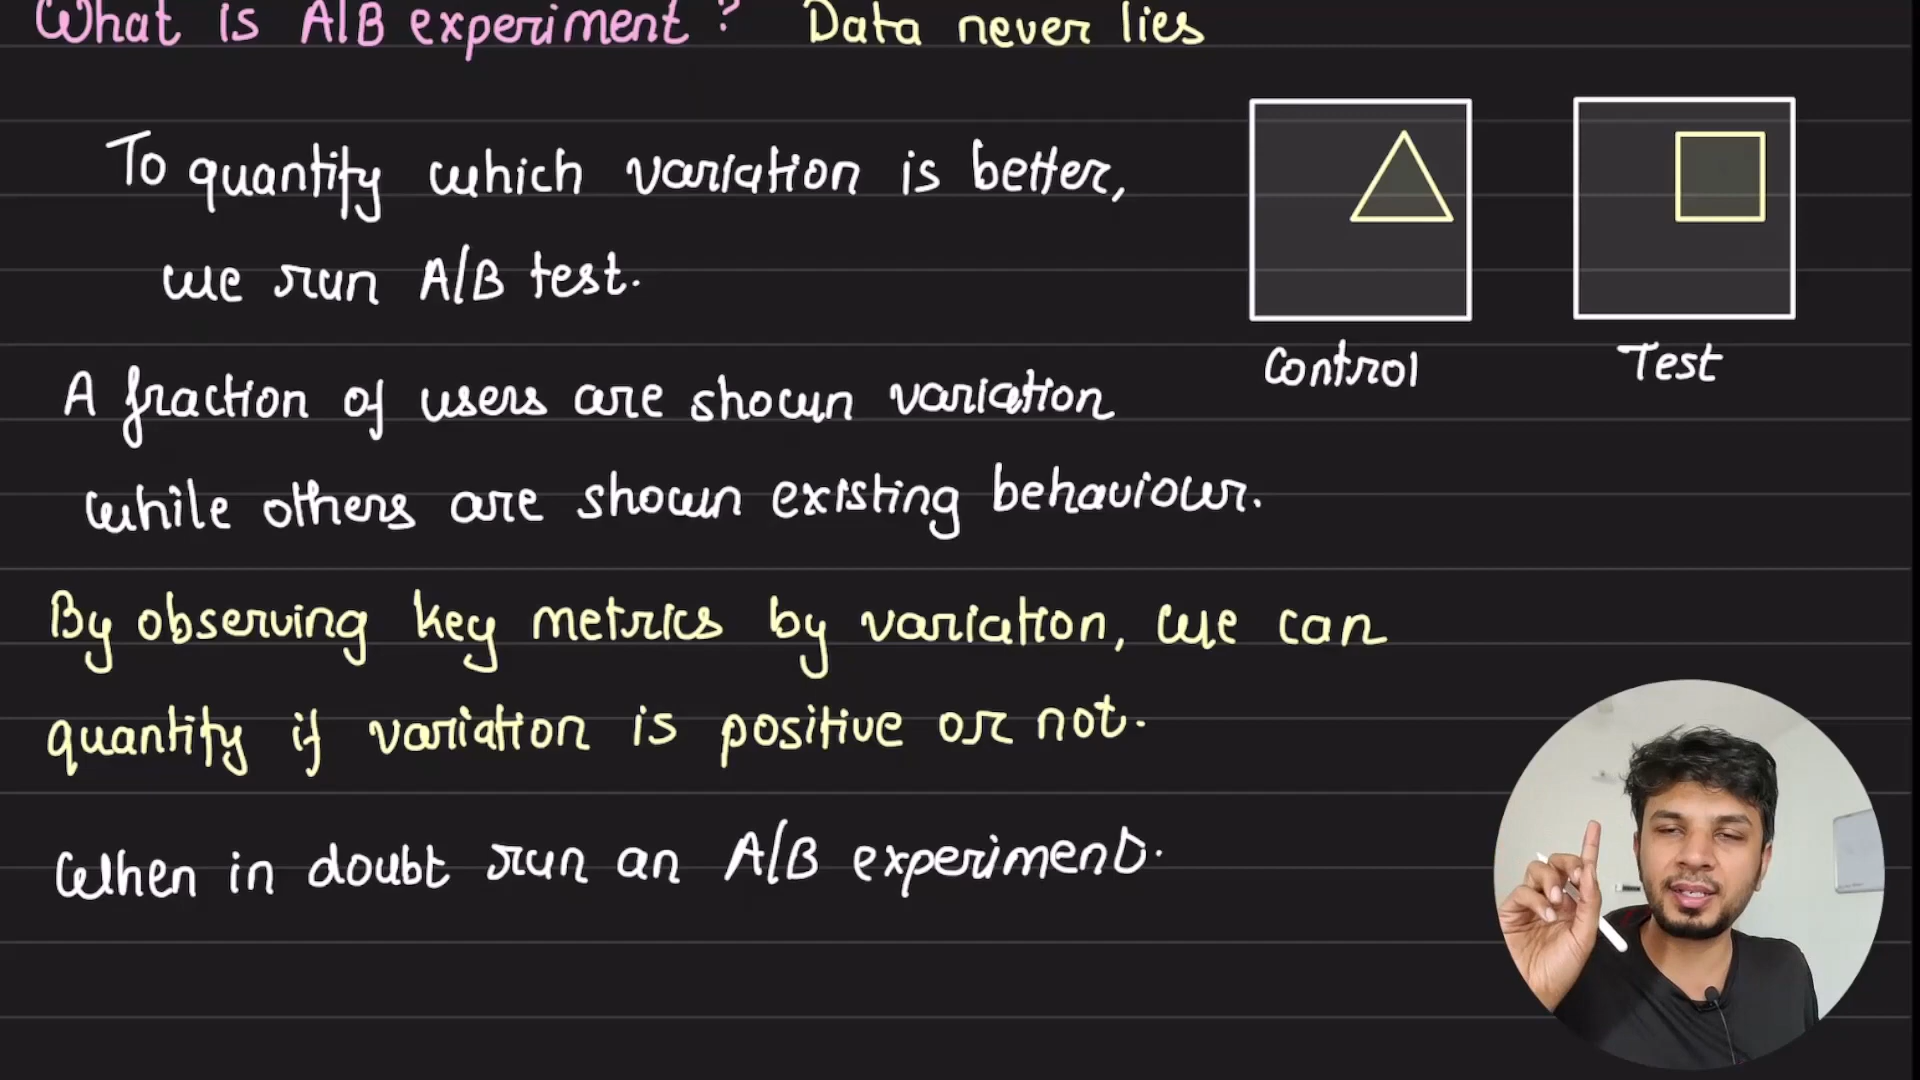 What is A/B experiment? Data never lies
To quantify which variation is better,
we run A/B test.
Control
Test
A fraction of users are shown variation
while others are shown existing behaviour.
By observing key metrics by variation, we can
quantify if variation is positive or not.
When in doubt run an A/B experiment.